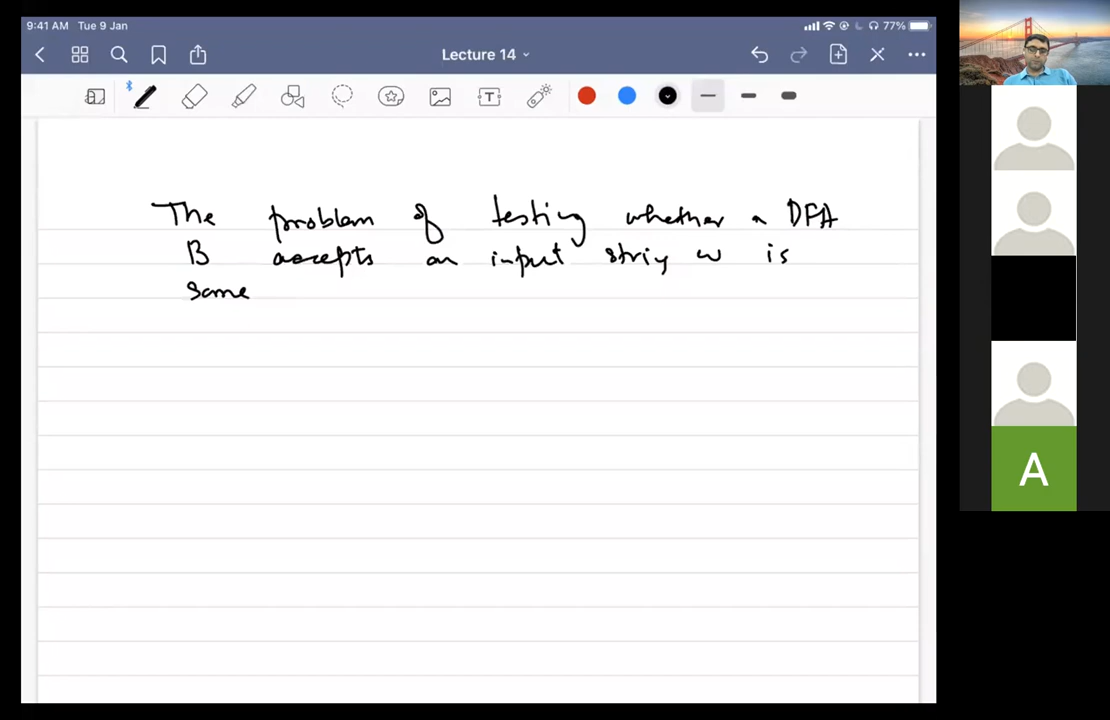 9:41 AM Tue 9 Jan
77%
Lecture 14
The problem of testing whether a DFA
B accepts an input string w is
same
A